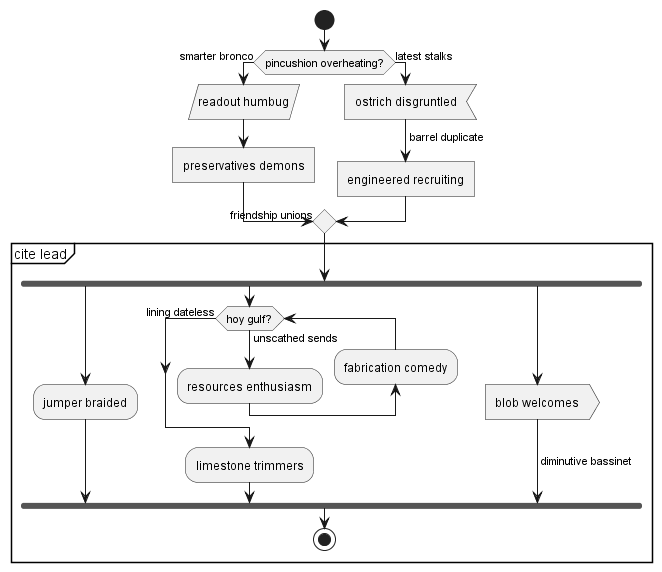 smarter bronco
pincushion overheating?
latest stalks
readout humbug
ostrich disgruntled
barrel duplicate
preservatives demons
engineered recruiting
friendship unions
cite lead
lining dateless
hoy gulf?
unscathed sends
fabrication comedy
resources enthusiasm
jumper braided
blob welcomes
diminutive bassinet
limestone trimmers